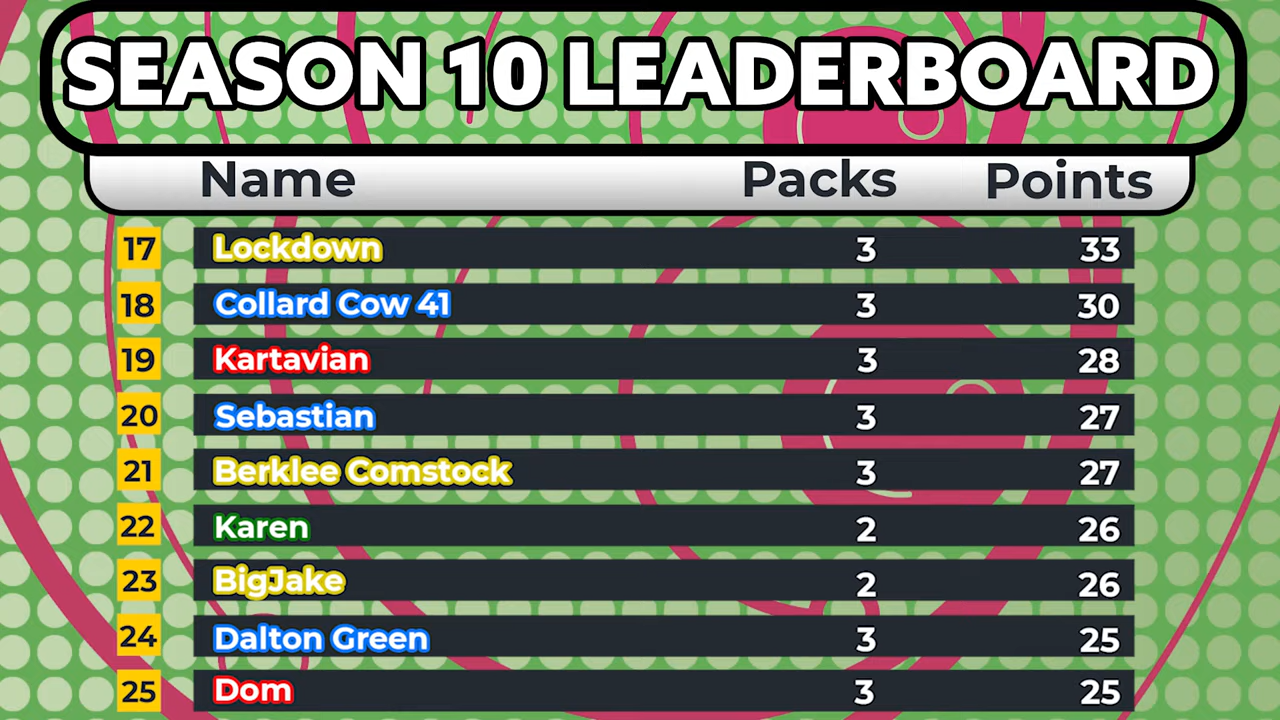 SEASON 10 LEADERBOARD
Name Packs Points
17 Lockdown 3 33
18 Collard Cow 41 3 30
19 Kartavian 3 28
20 Sebastian 3 27
21 Berklee Comstock 3 27
22 Karen 2 26
23 BigJake 2 26
24 Dalton Green 3 25
25 Dom 3 25